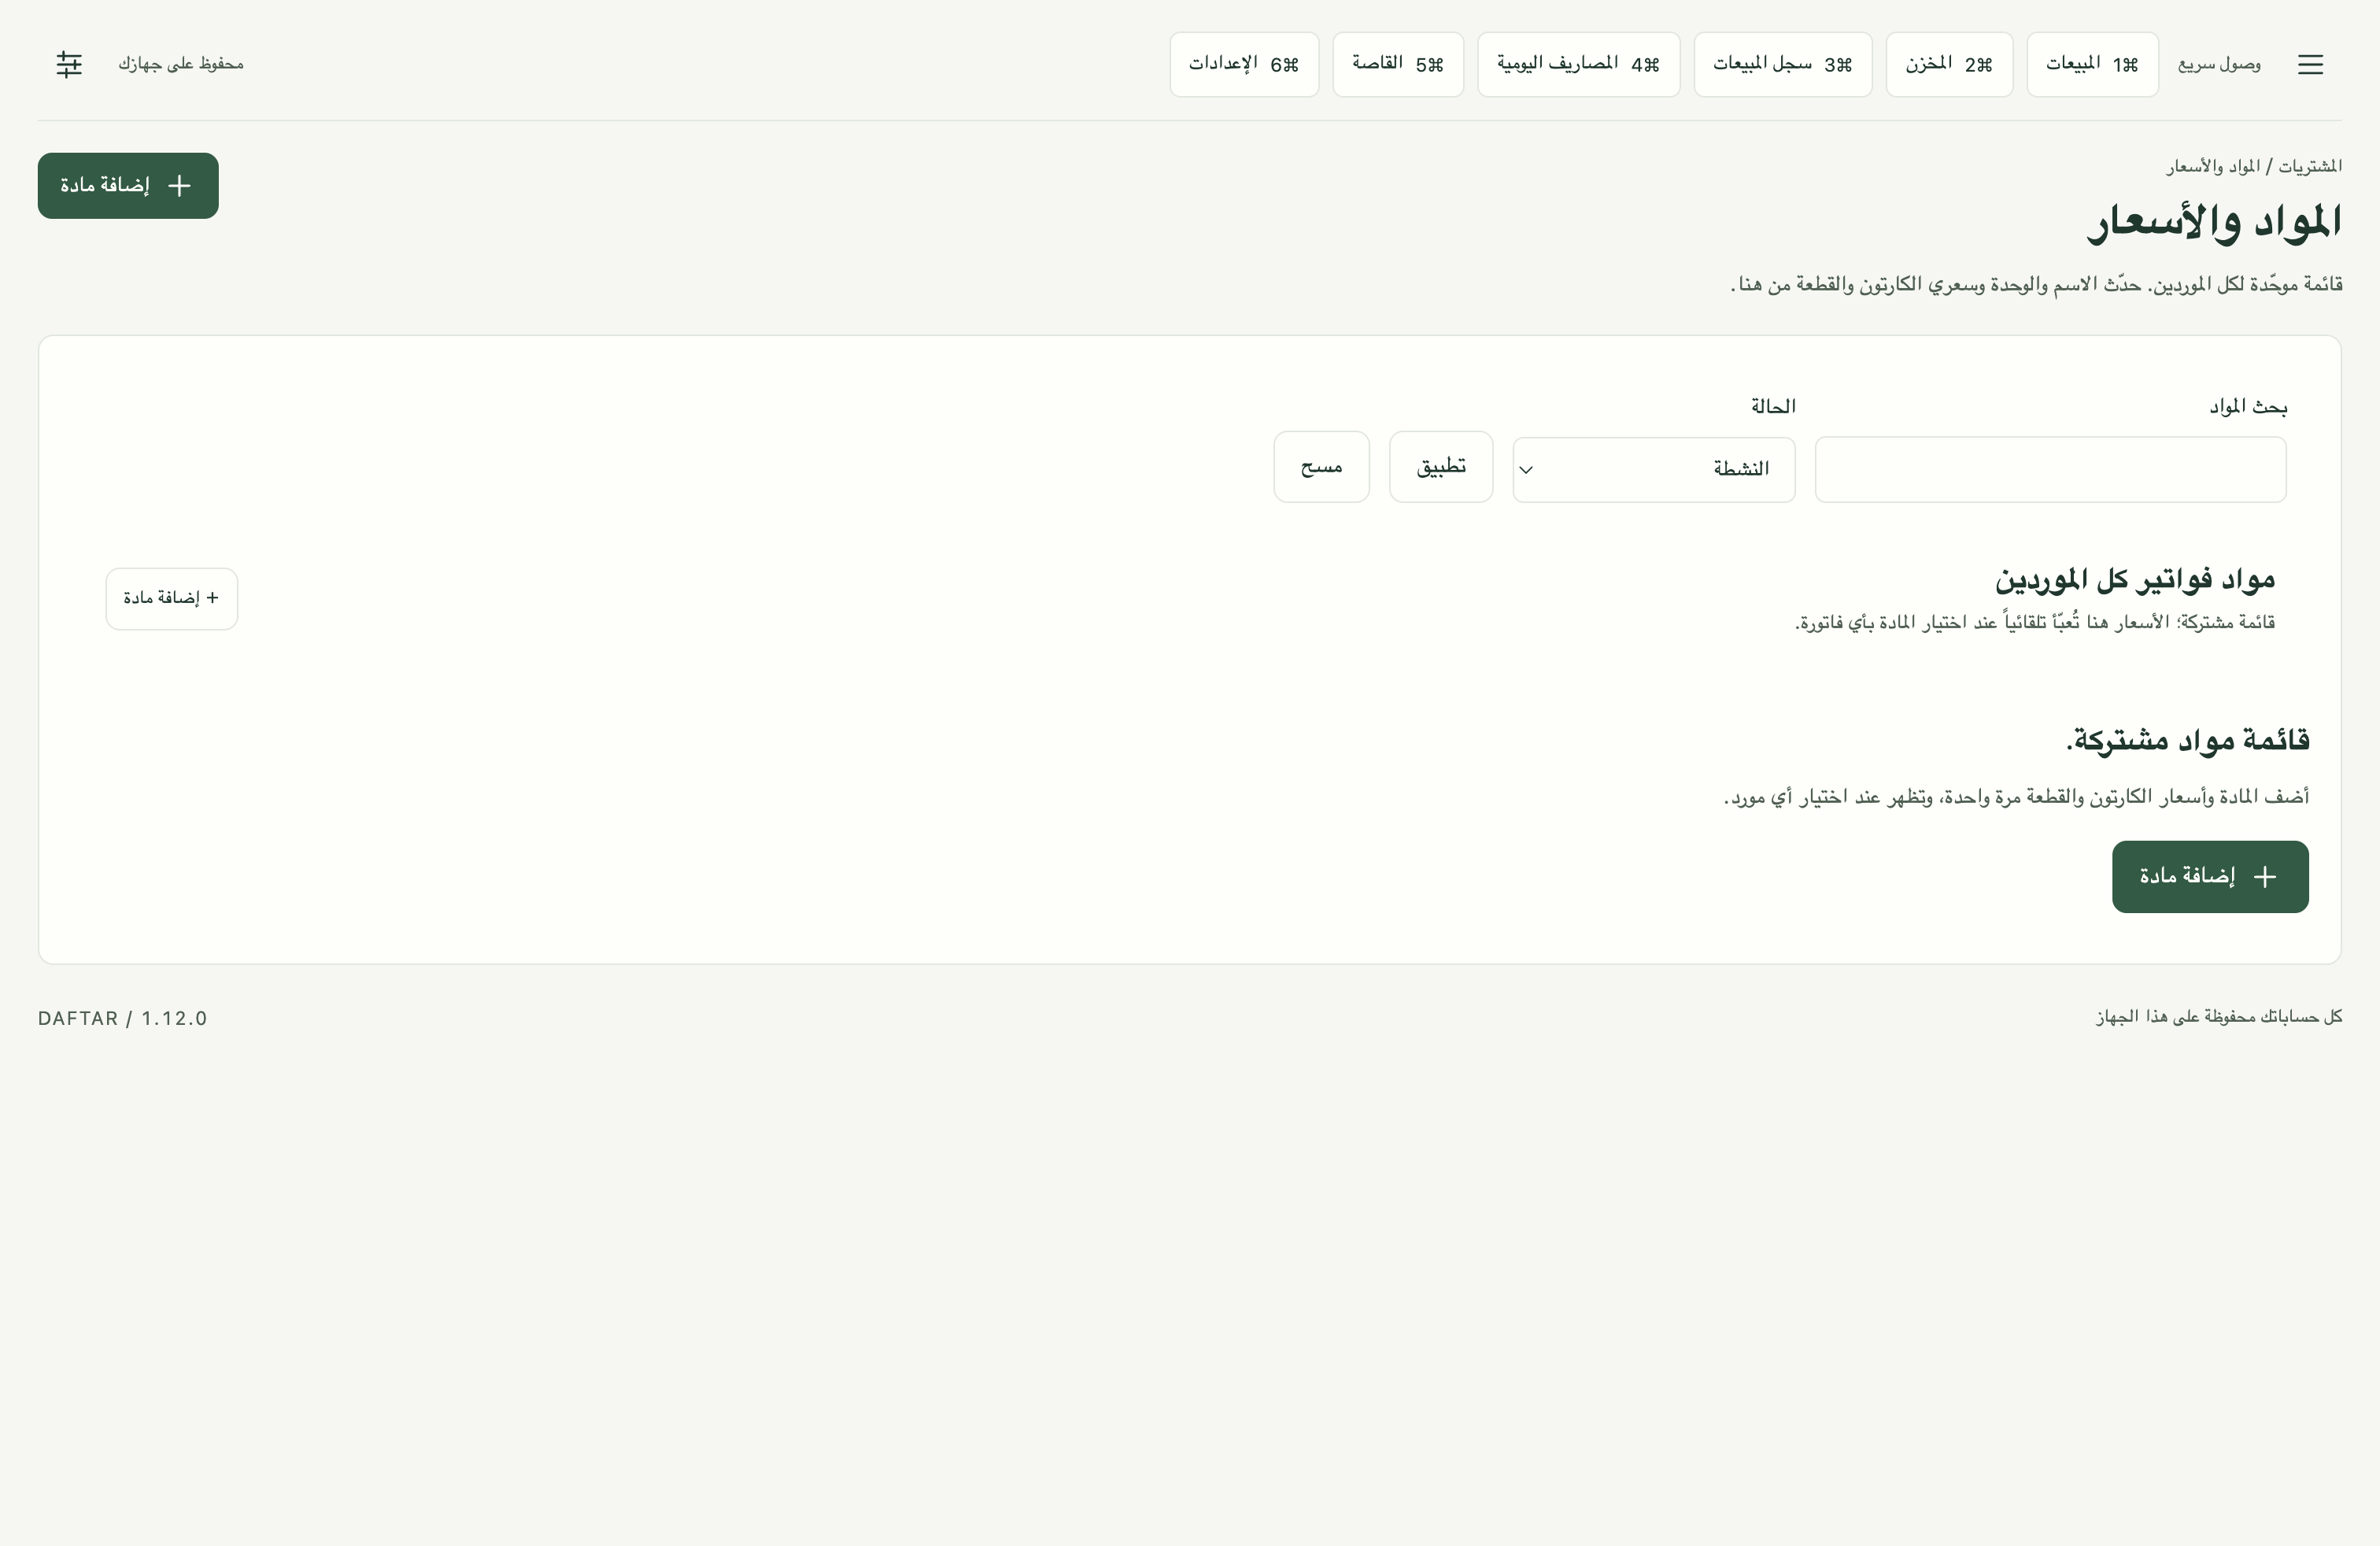 وصول سريع
⌘1 المبيعات
⌘2 المخزن
⌘3 سجل المبيعات
⌘4 المصاريف اليومية
⌘5 القاصة
⌘6 الإعدادات
محفوظ على جهازك
المشتريات / المواد والأسعار
المواد والأسعار
قائمة موحّدة لكل الموردين. حدّث الاسم والوحدة وسعري الكارتون والقطعة من هنا.
+ إضافة مادة
بحث المواد
الحالة
النشطة
تطبيق
مسح
مواد فواتير كل الموردين
قائمة مشتركة؛ الأسعار هنا تُعبّأ تلقائياً عند اختيار المادة بأي فاتورة.
+ إضافة مادة
قائمة مواد مشتركة.
أضف المادة وأسعار الكارتون والقطعة مرة واحدة، وتظهر عند اختيار أي مورد.
+ إضافة مادة
كل حساباتك محفوظة على هذا الجهاز
DAFTAR / 1.12.0